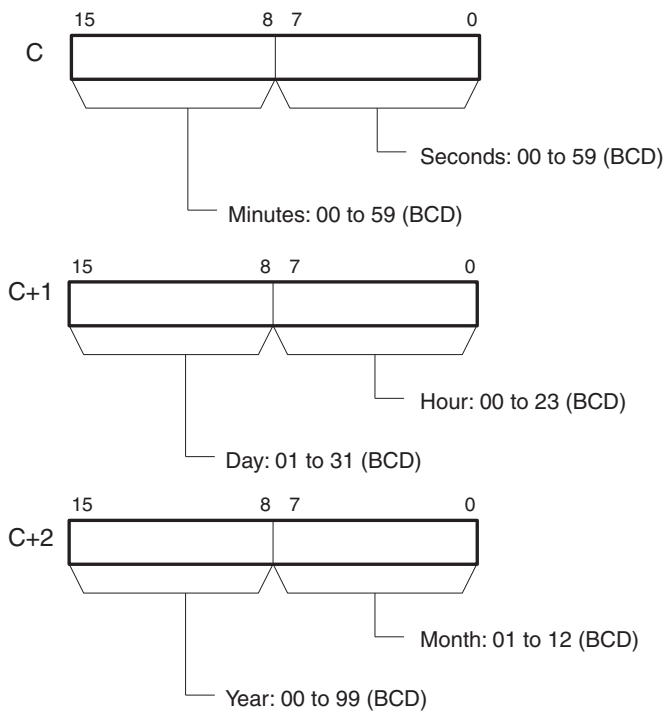 15 8 7 0
C
Seconds: 00 to 59 (BCD)
Minutes: 00 to 59 (BCD)
15 8 7 0
C+1
Hour: 00 to 23 (BCD)
Day: 01 to 31 (BCD)
15 8 7 0
C+2
Month: 01 to 12 (BCD)
Year: 00 to 99 (BCD)